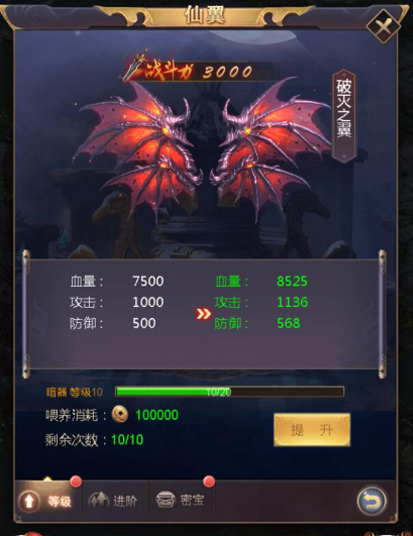 仙翼
战斗力 3000
破灭之翼
血量： 7500 血量： 8525
攻击： 1000 攻击： 1136
防御： 500 防御： 568
暗器 等级10 10/20
喂养消耗： 100000
剩余次数：10/10
提 升
等级 进阶 密宝